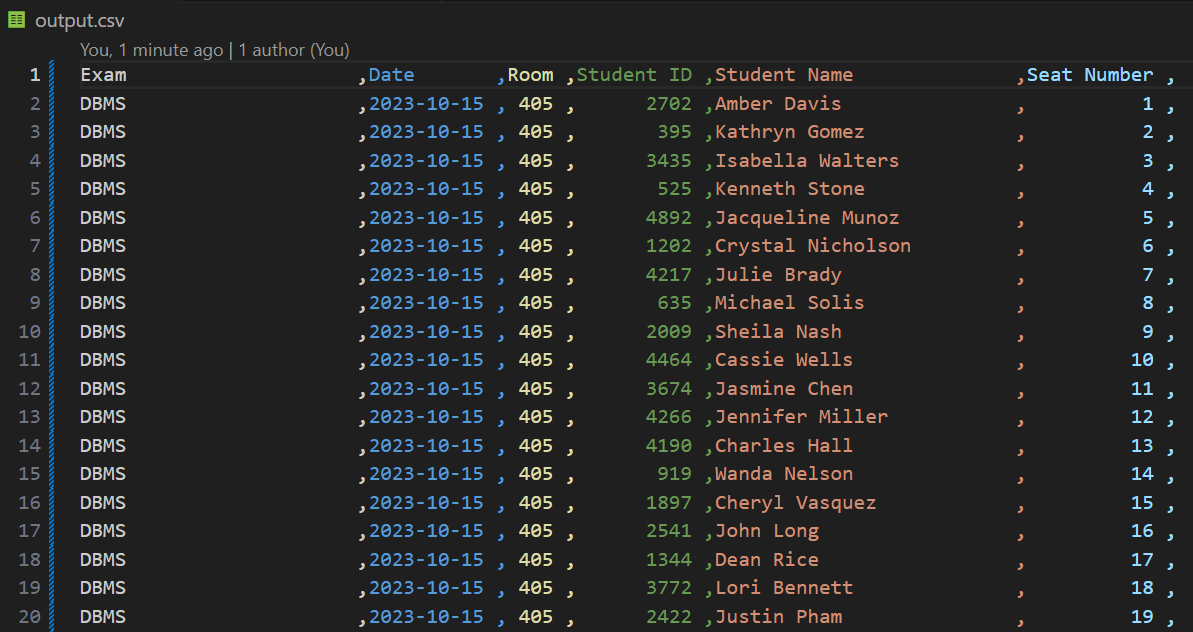 output.csv
You, 1 minute ago | 1 author (You)
1 Exam ,Date ,Room ,Student ID ,Student Name ,Seat Number ,
2 DBMS ,2023-10-15 , 405 , 2702 ,Amber Davis , 1 ,
3 DBMS ,2023-10-15 , 405 , 395 ,Kathryn Gomez , 2 ,
4 DBMS ,2023-10-15 , 405 , 3435 ,Isabella Walters , 3 ,
5 DBMS ,2023-10-15 , 405 , 525 ,Kenneth Stone , 4 ,
6 DBMS ,2023-10-15 , 405 , 4892 ,Jacqueline Munoz , 5 ,
7 DBMS ,2023-10-15 , 405 , 1202 ,Crystal Nicholson , 6 ,
8 DBMS ,2023-10-15 , 405 , 4217 ,Julie Brady , 7 ,
9 DBMS ,2023-10-15 , 405 , 635 ,Michael Solis , 8 ,
10 DBMS ,2023-10-15 , 405 , 2009 ,Sheila Nash , 9 ,
11 DBMS ,2023-10-15 , 405 , 4464 ,Cassie Wells , 10 ,
12 DBMS ,2023-10-15 , 405 , 3674 ,Jasmine Chen , 11 ,
13 DBMS ,2023-10-15 , 405 , 4266 ,Jennifer Miller , 12 ,
14 DBMS ,2023-10-15 , 405 , 4190 ,Charles Hall , 13 ,
15 DBMS ,2023-10-15 , 405 , 919 ,Wanda Nelson , 14 ,
16 DBMS ,2023-10-15 , 405 , 1897 ,Cheryl Vasquez , 15 ,
17 DBMS ,2023-10-15 , 405 , 2541 ,John Long , 16 ,
18 DBMS ,2023-10-15 , 405 , 1344 ,Dean Rice , 17 ,
19 DBMS ,2023-10-15 , 405 , 3772 ,Lori Bennett , 18 ,
20 DBMS ,2023-10-15 , 405 , 2422 ,Justin Pham , 19 ,